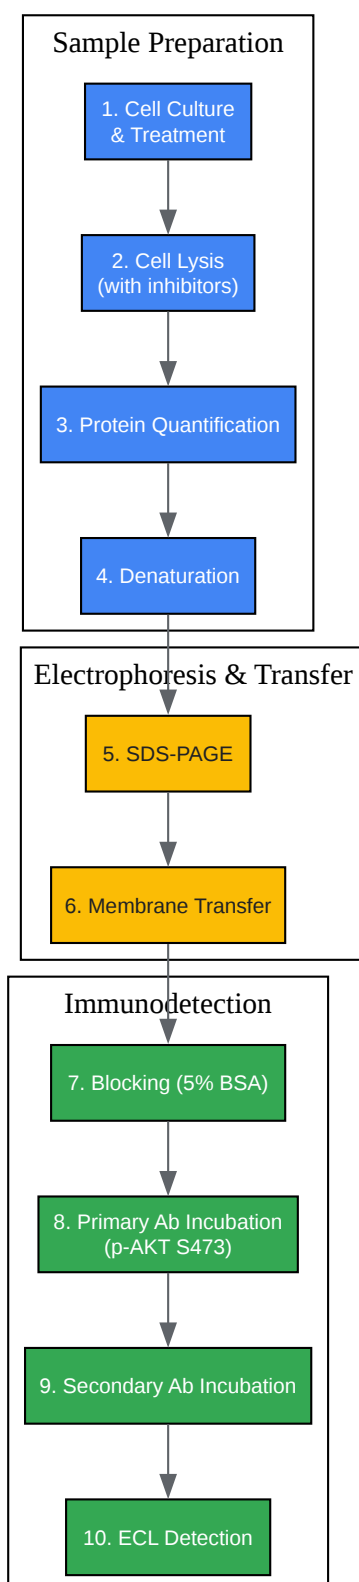 Sample Preparation
1. Cell Culture
& Treatment
2. Cell Lysis
(with inhibitors)
3. Protein Quantification
4. Denaturation
Electrophoresis & Transfer
5. SDS-PAGE
6. Membrane Transfer
Immunodetection
7. Blocking (5% BSA)
8. Primary Ab Incubation
(p-AKT S473)
9. Secondary Ab Incubation
10. ECL Detection